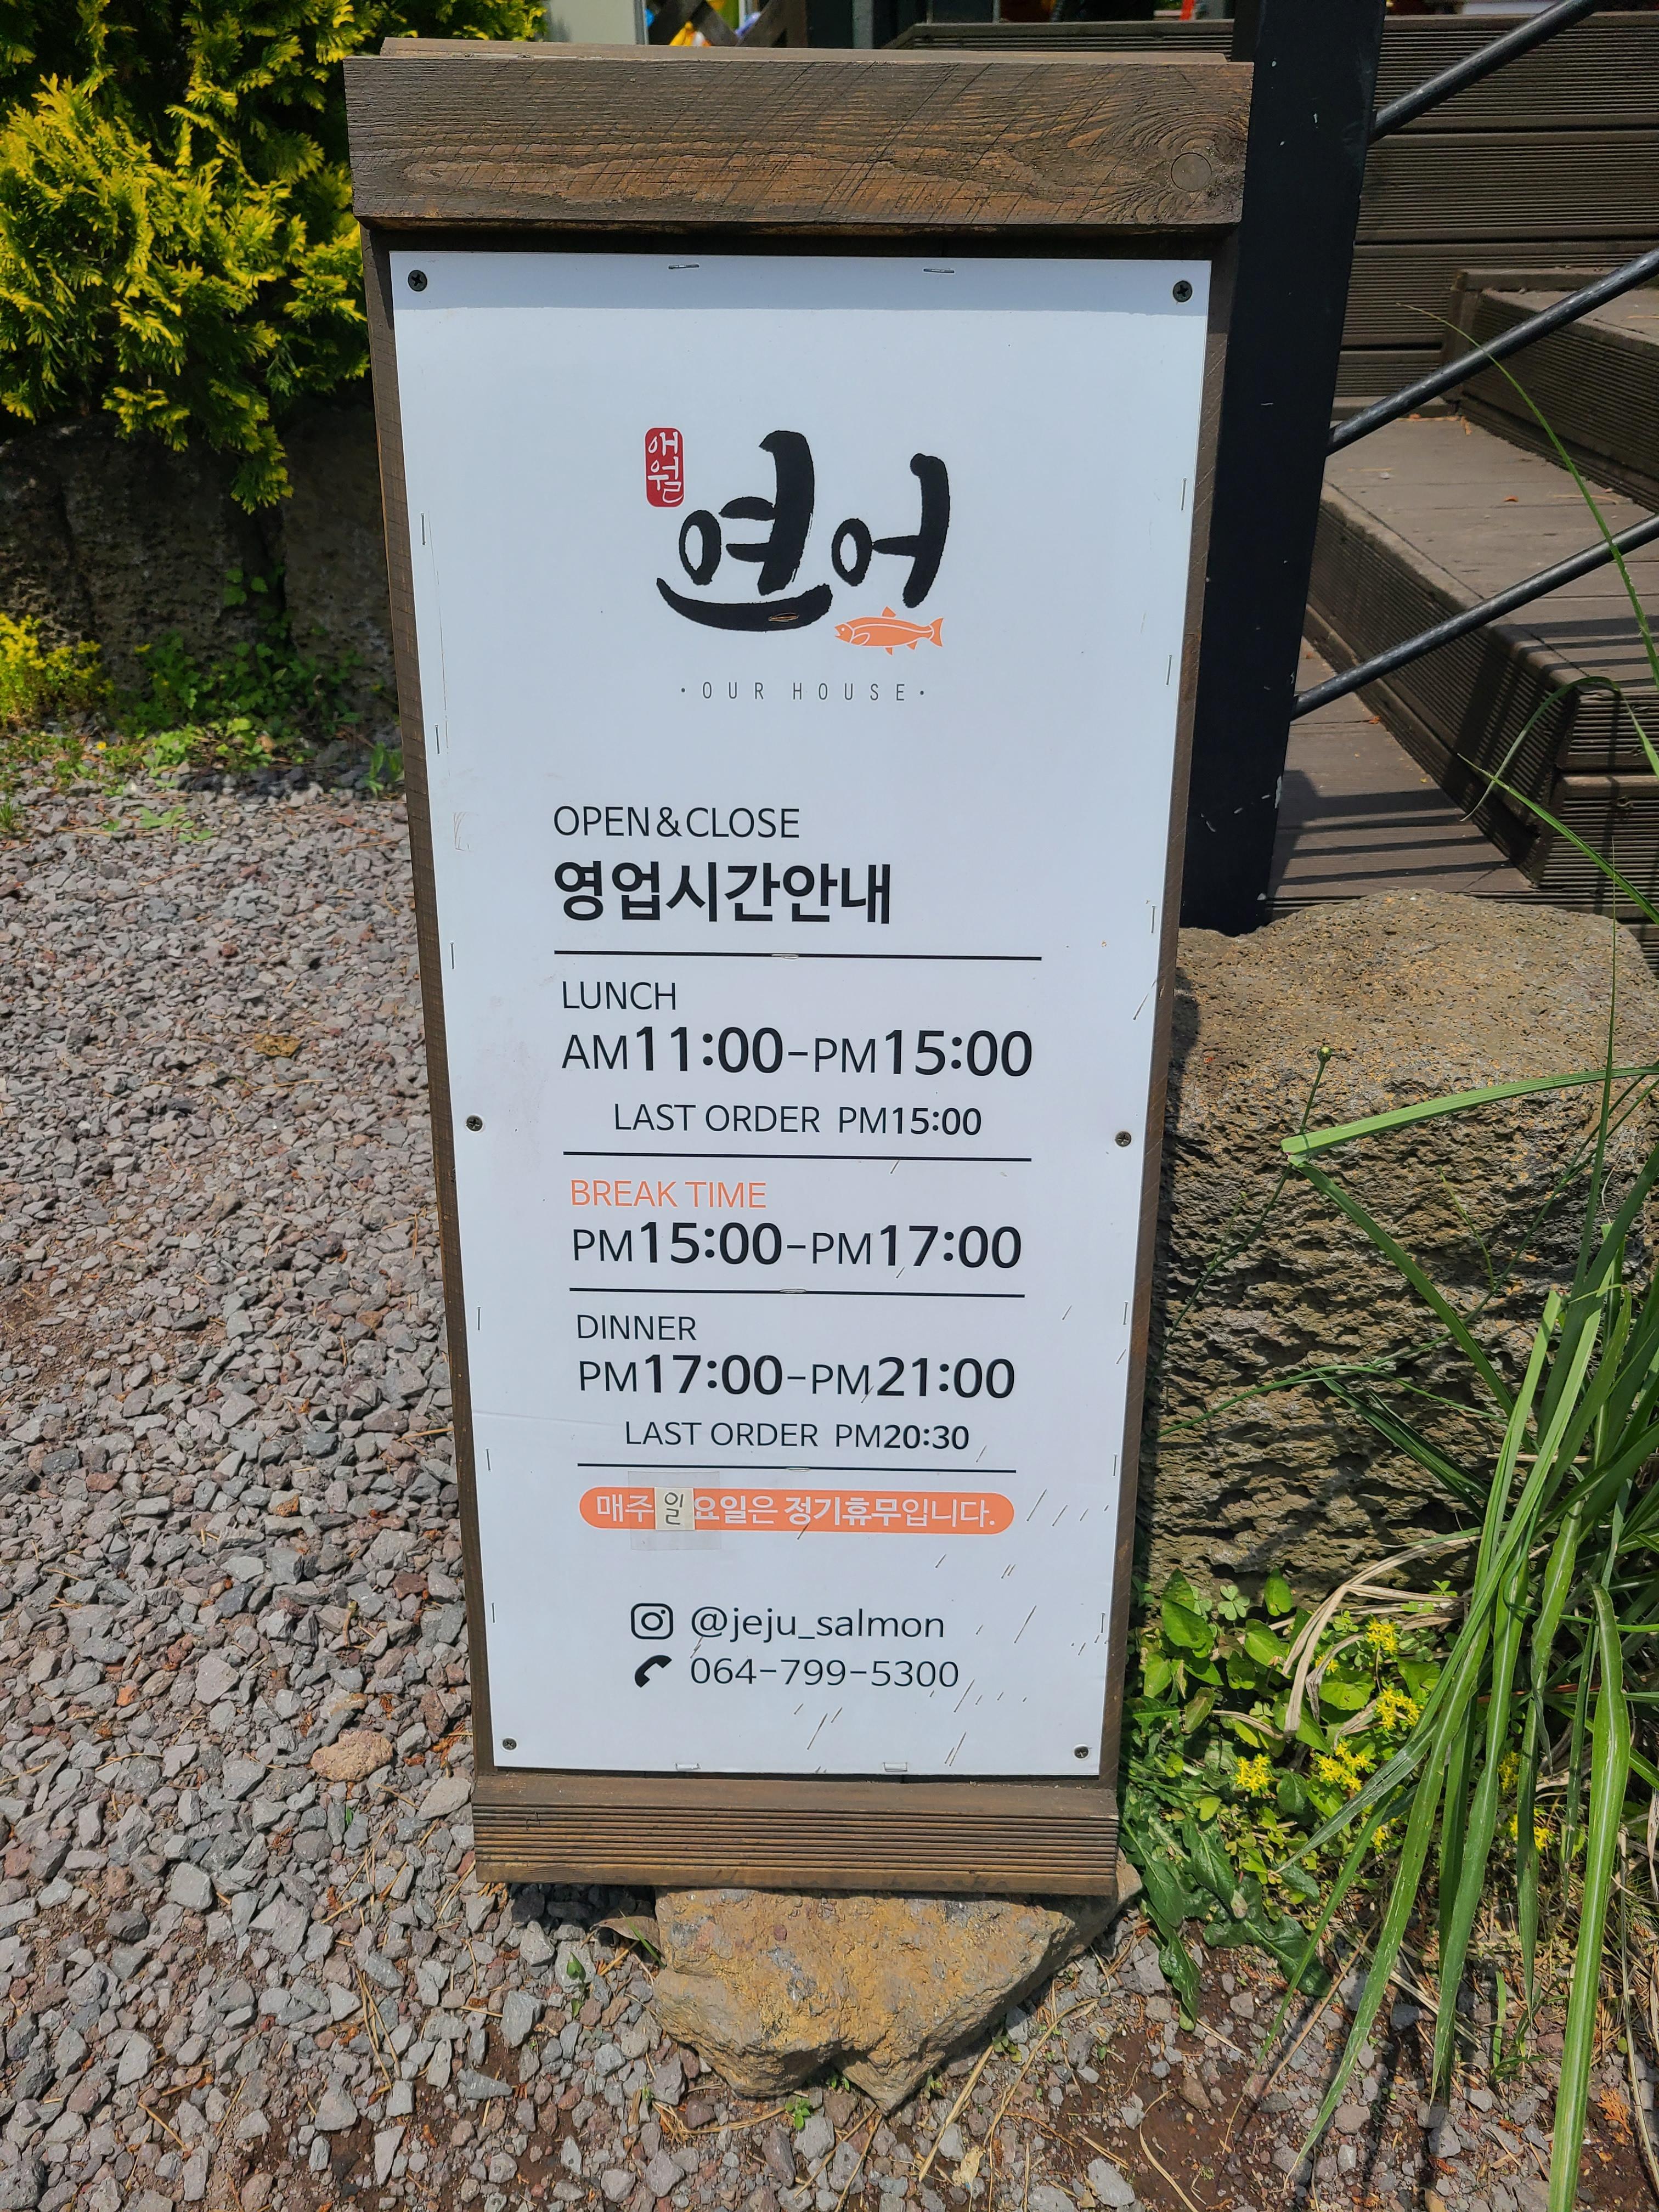 애월
연어
·OUR HOUSE·
OPEN&CLOSE
영업시간안내
LUNCH
AM11:00-PM15:00
LAST ORDER PM15:00
BREAK TIME
PM15:00-PM17:00
DINNER
PM17:00-PM21:00
LAST ORDER PM20:30
매주 일요일은 정기휴무입니다.
@jeju_salmon
064-799-5300